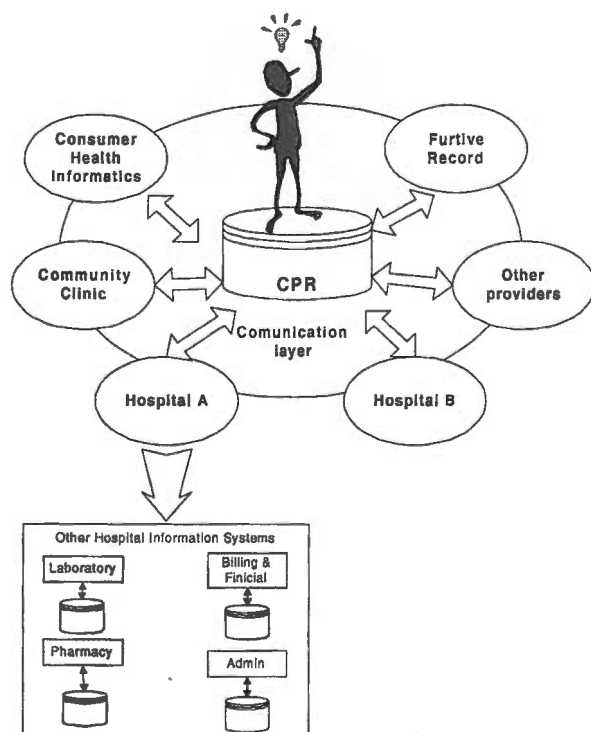 Consumer
Health
Informatics
Furtive
Record
Community
Clinic
CPR
Other
providers
Comunication
layer
Hospital A
Hospital B
Other Hospital Information Systems
Laboratory
Billing &
Finicial
Pharmacy
Admin